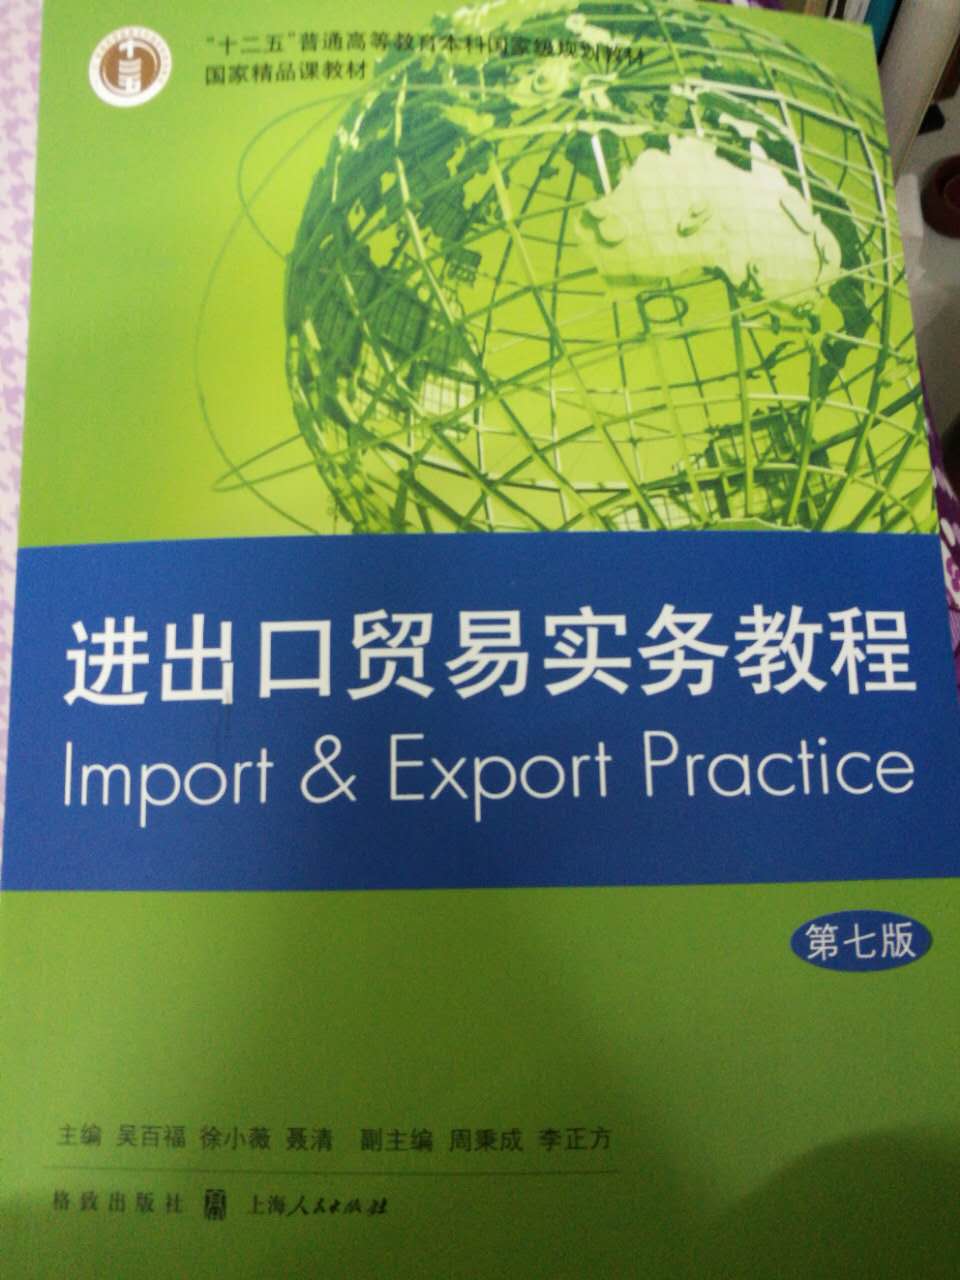 “十二五”普通高等教育本科国家级规划教材
国家精品课教材
进出口贸易实务教程
Import & Export Practice
第七版
主编 吴百福 徐小薇 聂清 副主编 周秉成 李正方
格致出版社 上海人民出版社